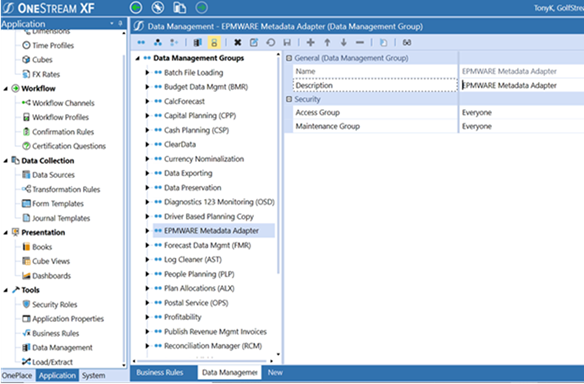 ONESTREAM XF
TonyK, GolfStrea
Application
Dimensions
Time Profiles
Cubes
FX Rates
Workflow
Workflow Channels
Workflow Profiles
Confirmation Rules
Certification Questions
Data Collection
Data Sources
Transformation Rules
Form Templates
Journal Templates
Presentation
Books
Cube Views
Dashboards
Tools
Security Roles
Application Properties
Business Rules
Data Management
Load/Extract
OnePlace Application System
Data Management - EPMWARE Metadata Adapter (Data Management Group)
Data Management Groups
Batch File Loading
Budget Data Mgmt (BMR)
CalcForecast
Capital Planning (CPP)
Cash Planning (CSP)
ClearData
Currency Nominalization
Data Exporting
Data Preservation
Diagnostics 123 Monitoring (OSD)
Driver Based Planning Copy
EPMWARE Metadata Adapter
Forecast Data Mgmt (FMR)
Log Cleaner (AST)
People Planning (PLP)
Plan Allocations (ALX)
Postal Service (OPS)
Profitability
Publish Revenue Mgmt Invoices
Reconciliation Manager (RCM)
Business Rules Data Managemer New
General (Data Management Group)
Name EPMWARE Metadata Adapter
Description EPMWARE Metadata Adapter
Security
Access Group Everyone
Maintenance Group Everyone